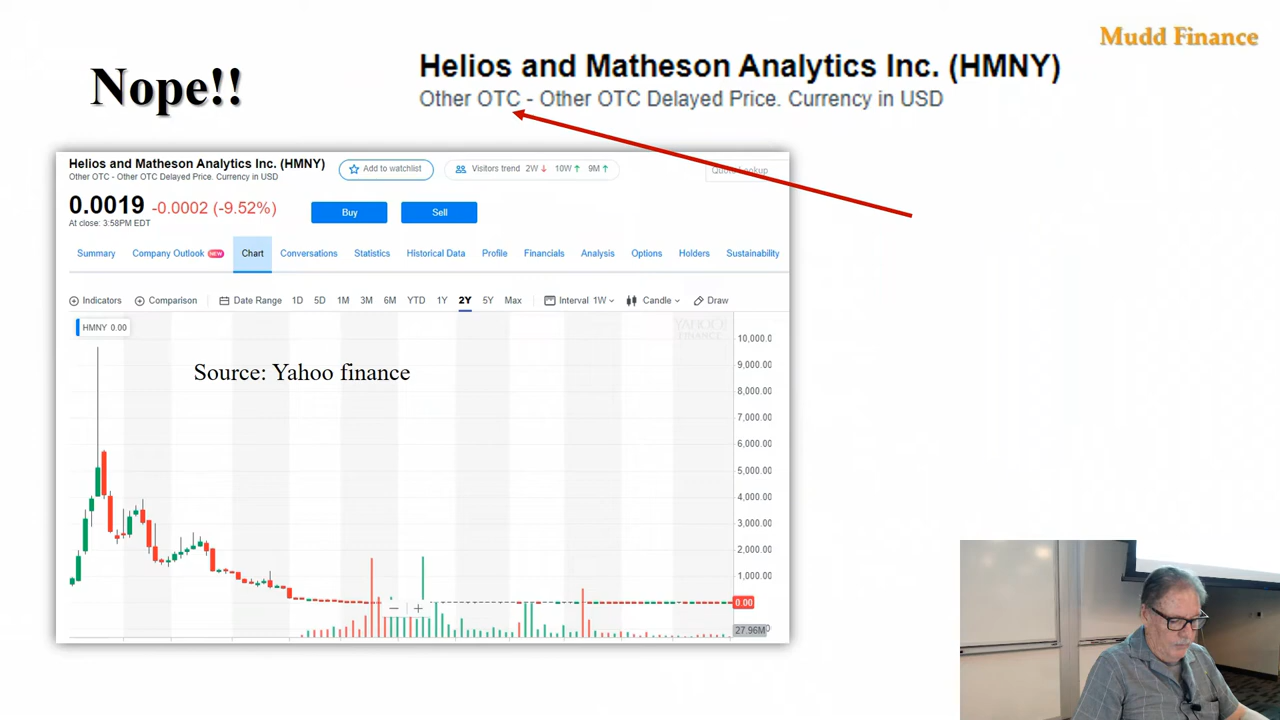 Mudd Finance
Nope!!
Helios and Matheson Analytics Inc. (HMNY)
Other OTC - Other OTC Delayed Price. Currency in USD
Helios and Matheson Analytics Inc. (HMNY)
Add to watchlist
Visitors trend 2W↓ 10W↑ 9M↑
Quote Lookup
Other OTC - Other OTC Delayed Price. Currency in USD
0.0019 -0.0002 (-9.52%)
At close: 3:58PM EDT
Buy
Sell
Summary
Company Outlook NEW
Chart
Conversations
Statistics
Historical Data
Profile
Financials
Analysis
Options
Holders
Sustainability
Indicators
Comparison
Date Range
1D
5D
1M
3M
6M
YTD
1Y
2Y
5Y
Max
Interval 1W
Candle
Draw
HMNY 0.00
YAHOO!
FINANCE
Source: Yahoo finance
10,000.0
9,000.00
8,000.00
7,000.00
6,000.00
5,000.00
4,000.00
3,000.00
2,000.00
1,000.00
0.00
27.96M